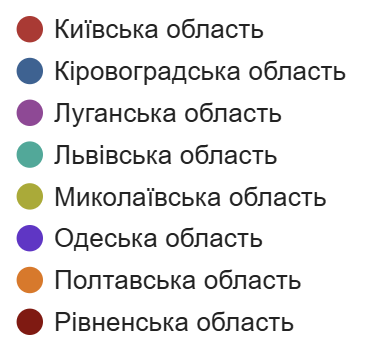 Київська область
Кіровоградська область
Луганська область
Львівська область
Миколаївська область
Одеська область
Полтавська область
Рівненська область